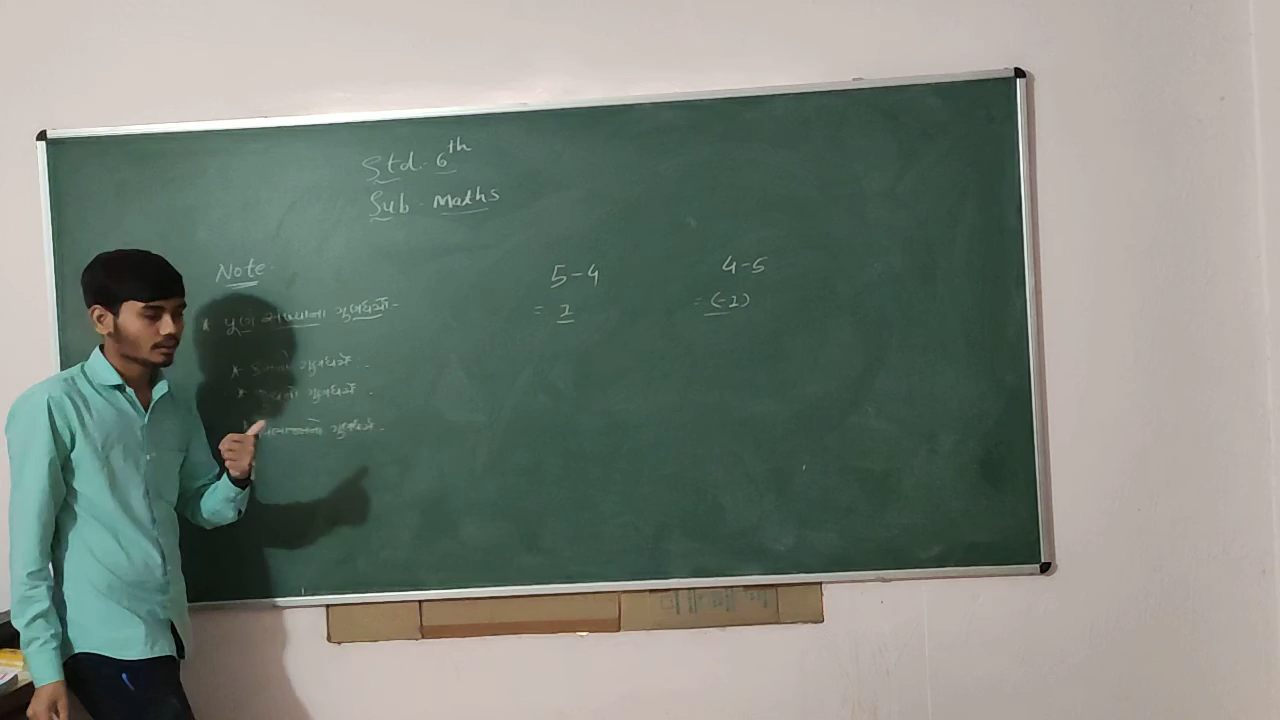 Std. 6th
Sub. Maths
Note.
* પૂર્ણ સંખ્યાના ગુણધર્મો-
* ગુણધર્મ -
* ગુણધર્મ -
ગુણધર્મ -
5-4
= 1
4-5
= (-1)